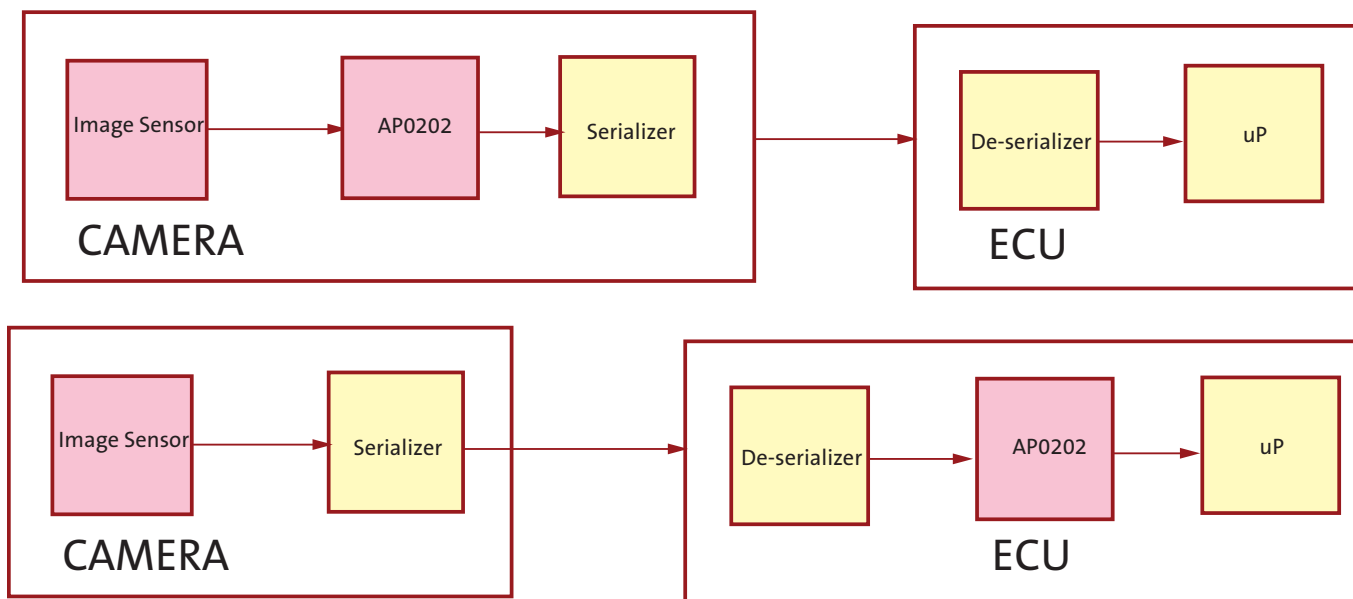 Image Sensor
AP0202
Serializer
De-serializer
uP
CAMERA
ECU
Image Sensor
Serializer
De-serializer
AP0202
uP
CAMERA
ECU